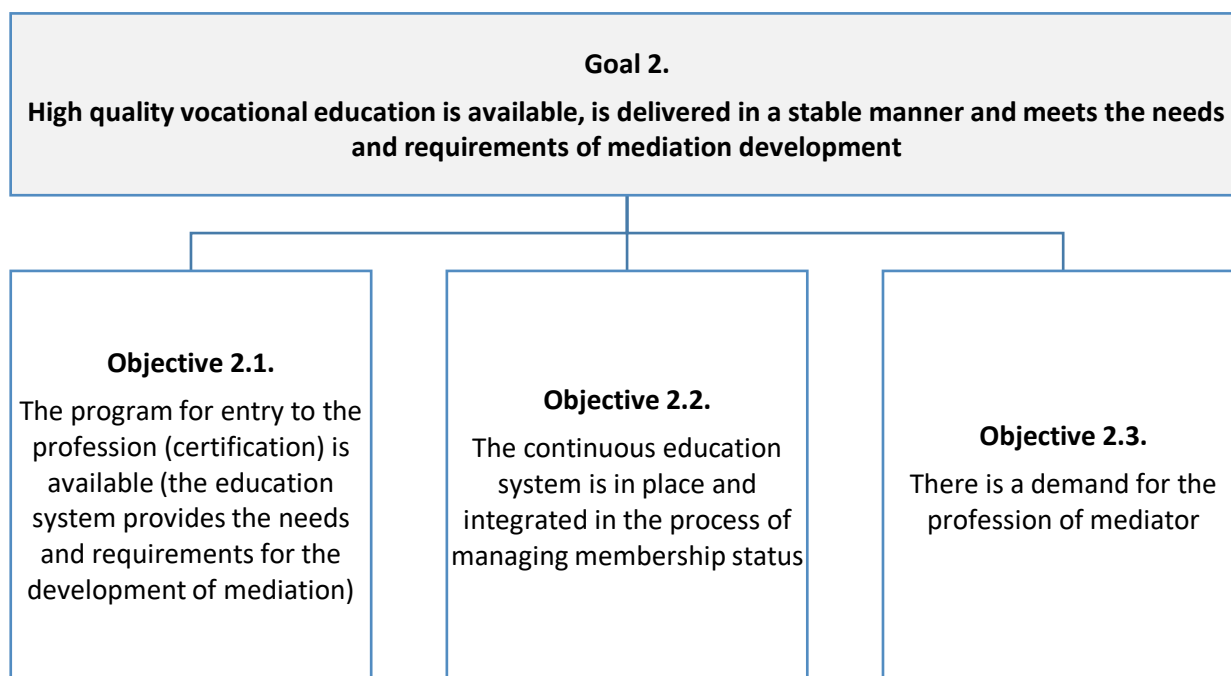 Goal 2.
High quality vocational education is available, is delivered in a stable manner and meets the needs
and requirements of mediation development
Objective 2.1.
The program for entry to the
profession (certification) is
available (the education
system provides the needs
and requirements for the
development of mediation)
Objective 2.2.
The continuous education
system is in place and
integrated in the process of
managing membership status
Objective 2.3.
There is a demand for the
profession of mediator